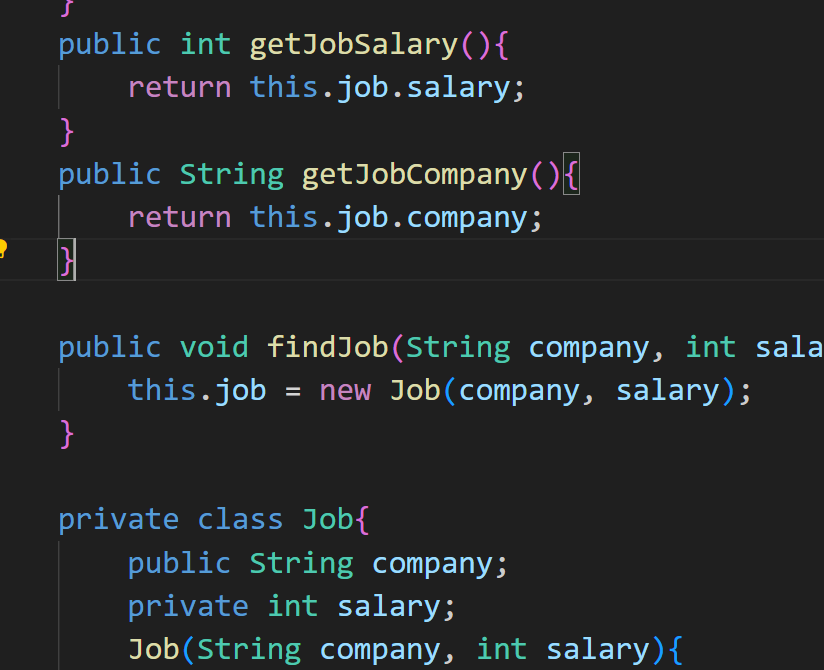 }
public int getJobSalary(){
return this.job.salary;
}
public String getJobCompany(){
return this.job.company;
}
public void findJob(String company, int sala
this.job = new Job(company, salary);
}
private class Job{
public String company;
private int salary;
Job(String company, int salary){